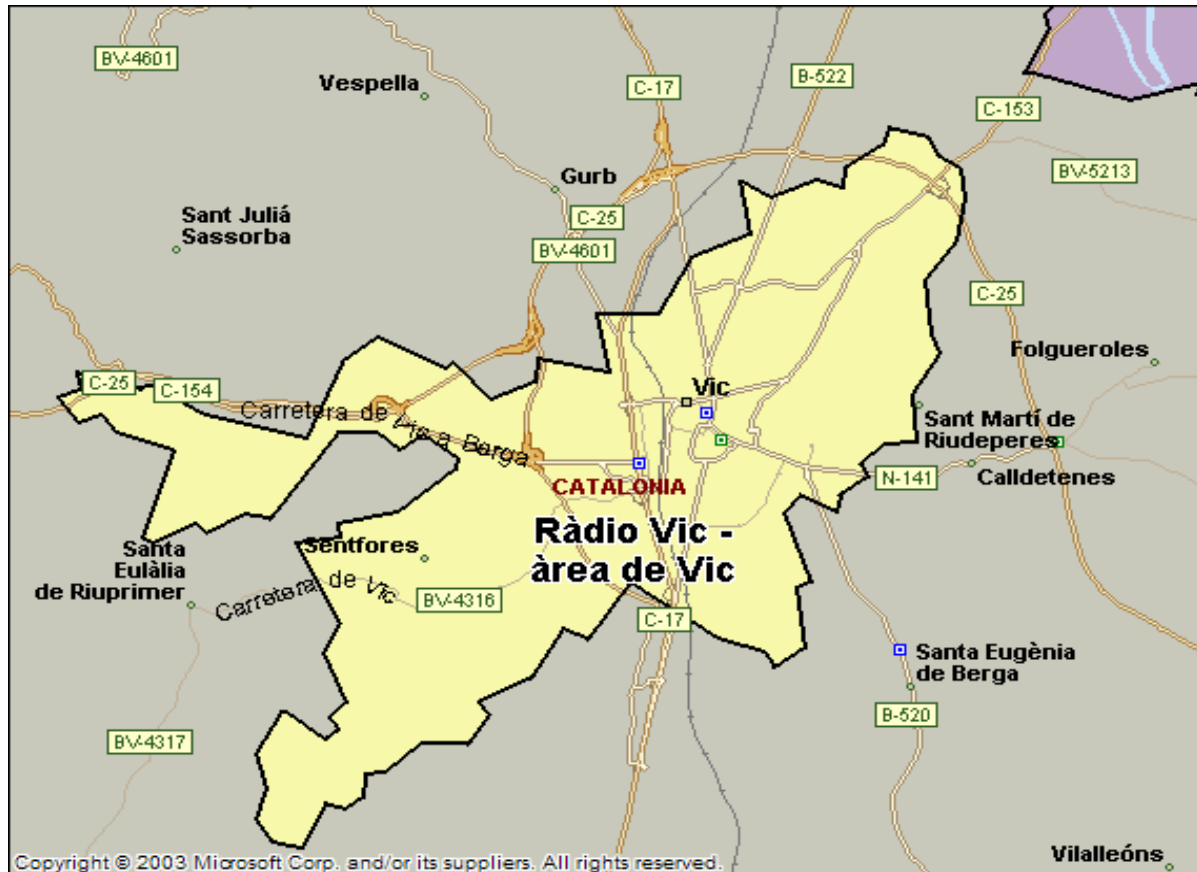 BV-4601
Vespella
C-17
B-522
C-153
BV-5213
Gurb
C-25
Sant Juliá
Sassorba
BV-4601
C-25
Folgueroles
C-25
C-154
Carretera de Vic a Berga
Vic
Sant Martí de
Riudeperes
Calldetenes
N-141
CATALONIA
Ràdio Vic -
àrea de Vic
Sentfores
Santa
Eulàlia
de Riuprimer
Carretera de Vic
BV-4316
C-17
Santa Eugènia
de Berga
B-520
BV-4317
Vilalleóns
Copyright © 2003 Microsoft Corp. and/or its suppliers. All rights reserved.